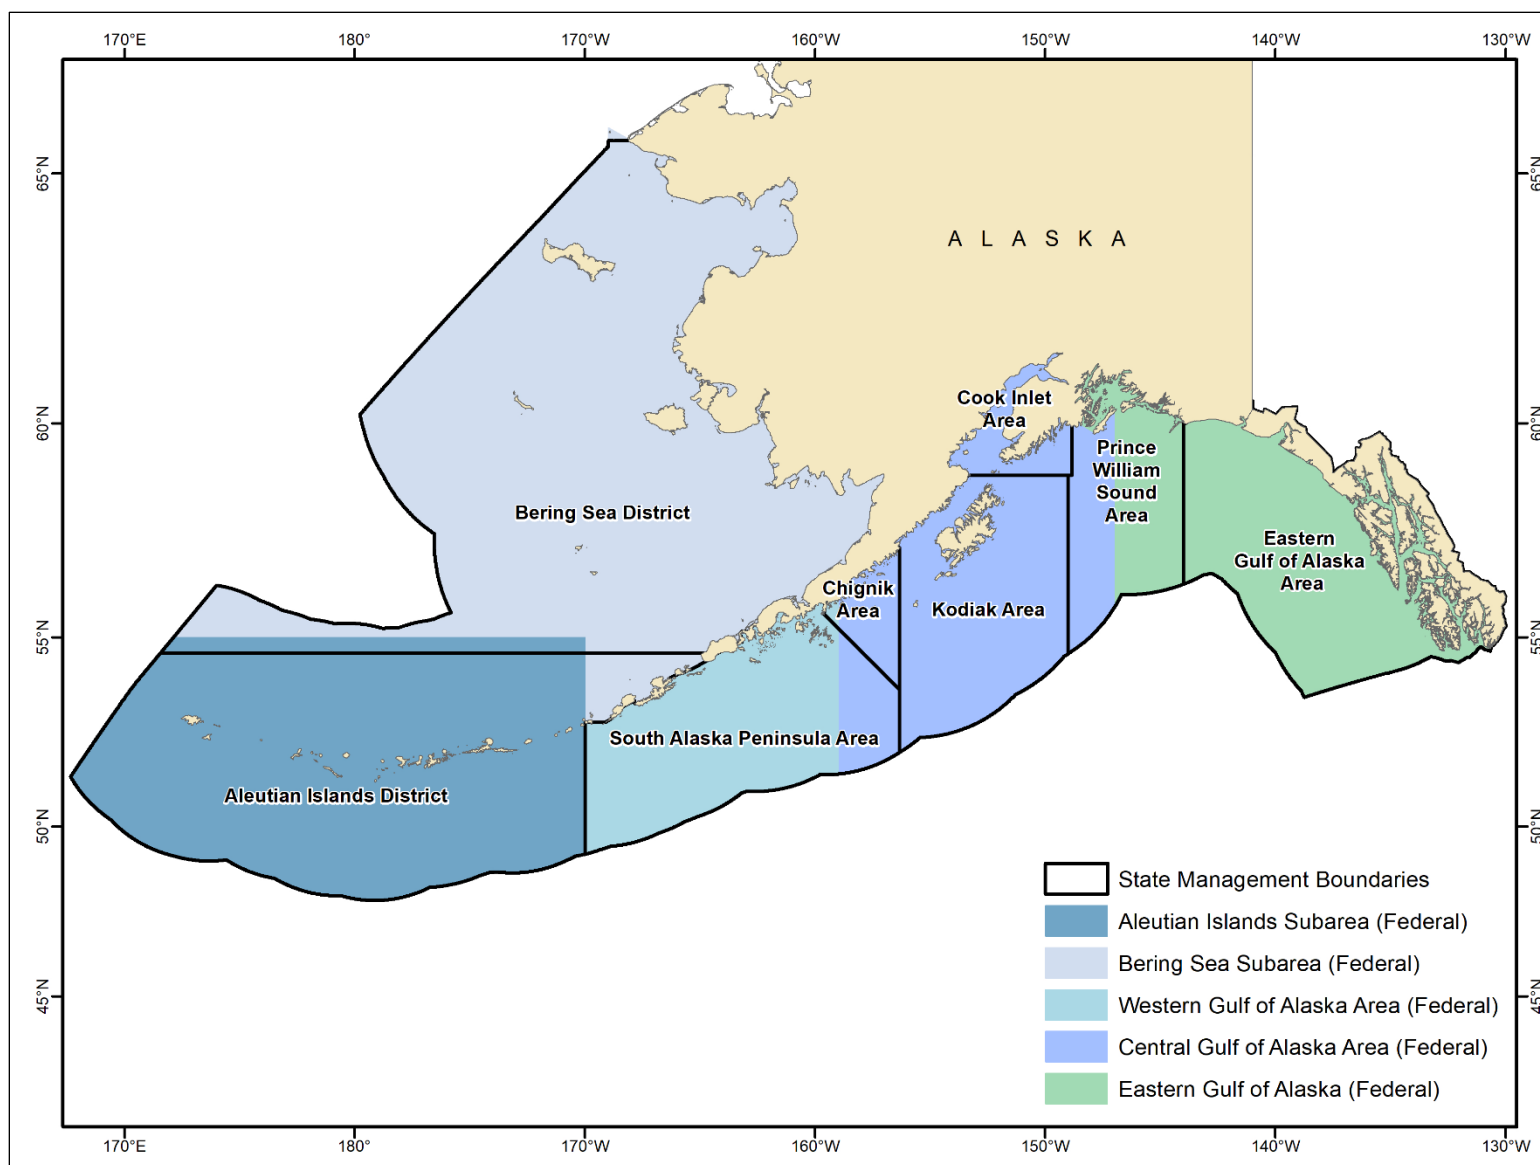 170°E 180° 170°W 160°W 150°W 140°W 130°W
65°N 65°N
A L A S K A
Cook Inlet
Area
60°N 60°N
Prince
William
Sound
Area
Bering Sea District
Eastern
Gulf of Alaska
Area
Chignik
Area
Kodiak Area
55°N 55°N
South Alaska Peninsula Area
Aleutian Islands District
50°N 50°N
State Management Boundaries
Aleutian Islands Subarea (Federal)
Bering Sea Subarea (Federal)
45°N 45°N
Western Gulf of Alaska Area (Federal)
Central Gulf of Alaska Area (Federal)
Eastern Gulf of Alaska (Federal)
170°E 180° 170°W 160°W 150°W 140°W 130°W